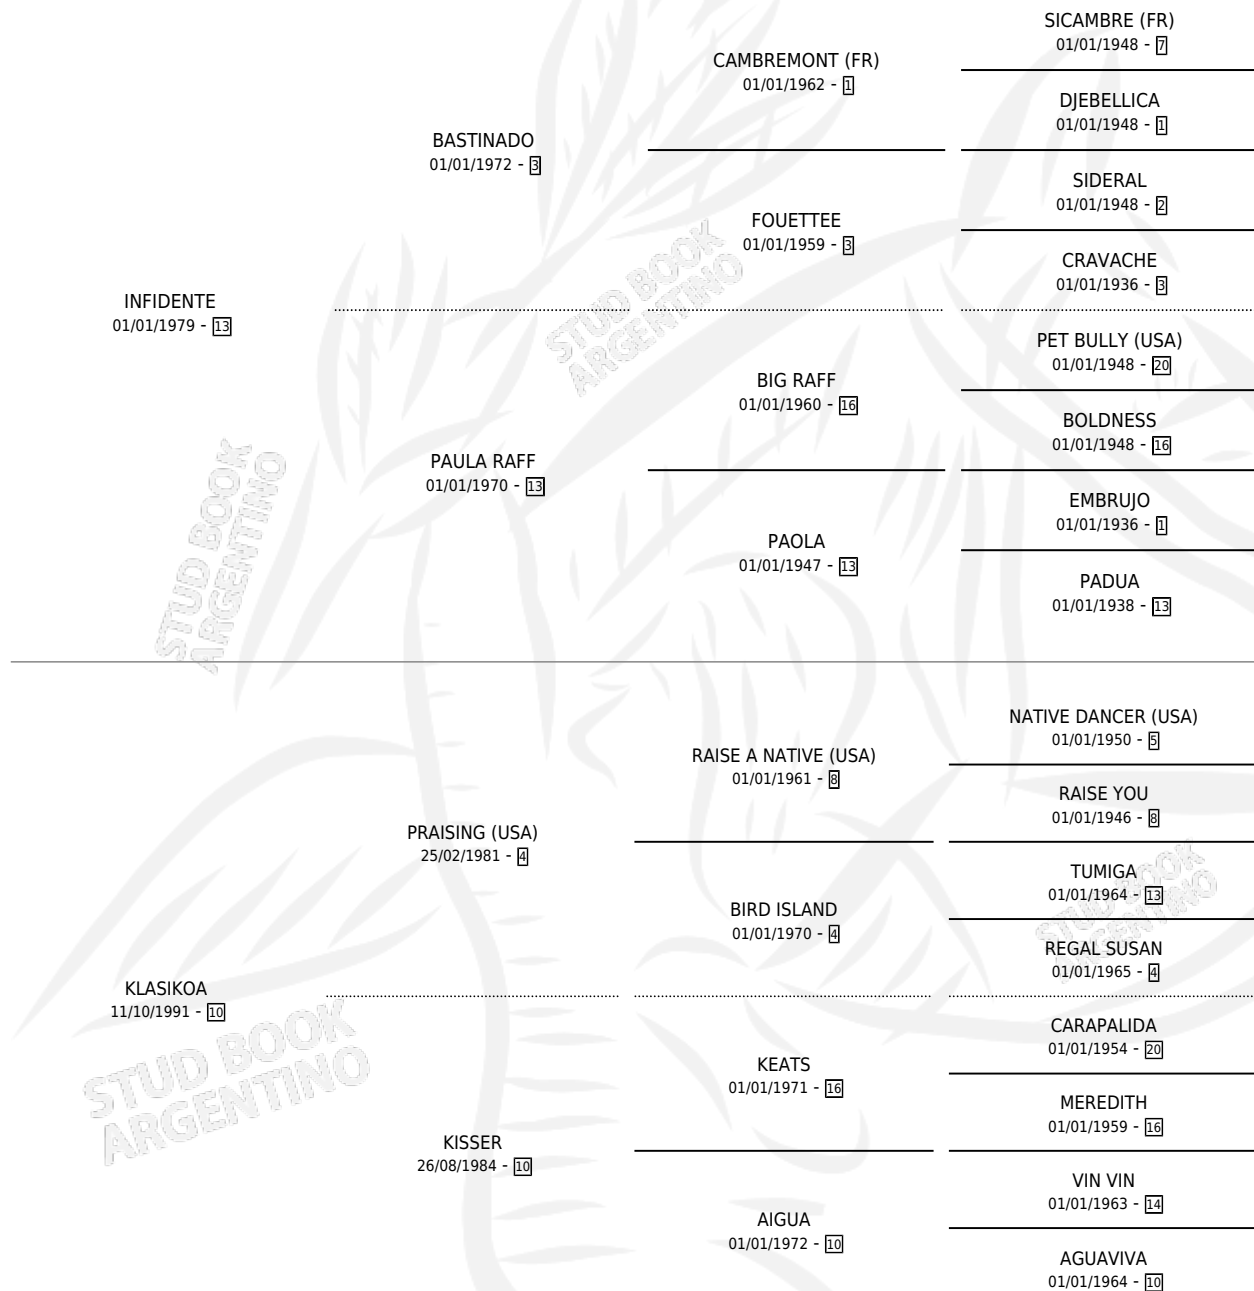 SICAMBRE (FR)
01/01/1948 - 7
CAMBREMONT (FR)
01/01/1962 - 1
DJEBELLICA
01/01/1948 - 1
BASTINADO
01/01/1972 - 3
SIDERAL
01/01/1948 - 2
FOUETTEE
01/01/1959 - 3
CRAVACHE
01/01/1936 - 3
INFIDENTE
01/01/1979 - 13
PET BULLY (USA)
01/01/1948 - 20
BIG RAFF
01/01/1960 - 16
BOLDNESS
01/01/1948 - 16
PAULA RAFF
01/01/1970 - 13
EMBRUJO
01/01/1936 - 1
PAOLA
01/01/1947 - 13
PADUA
01/01/1938 - 13
NATIVE DANCER (USA)
01/01/1950 - 5
RAISE A NATIVE (USA)
01/01/1961 - 8
RAISE YOU
01/01/1946 - 8
PRAISING (USA)
25/02/1981 - 4
TUMIGA
01/01/1964 - 13
BIRD ISLAND
01/01/1970 - 4
REGAL SUSAN
01/01/1965 - 4
KLASIKOA
11/10/1991 - 10
CARAPALIDA
01/01/1954 - 20
KEATS
01/01/1971 - 16
MEREDITH
01/01/1959 - 16
KISSER
26/08/1984 - 10
VIN VIN
01/01/1963 - 14
AIGUA
01/01/1972 - 10
AGUAVIVA
01/01/1964 - 10
STUD BOOK
ARGENTINO
STUD BOOK
ARGENTINO
STUD BOOK
ARGENTINO
STUD BOOK
ARGENTINO